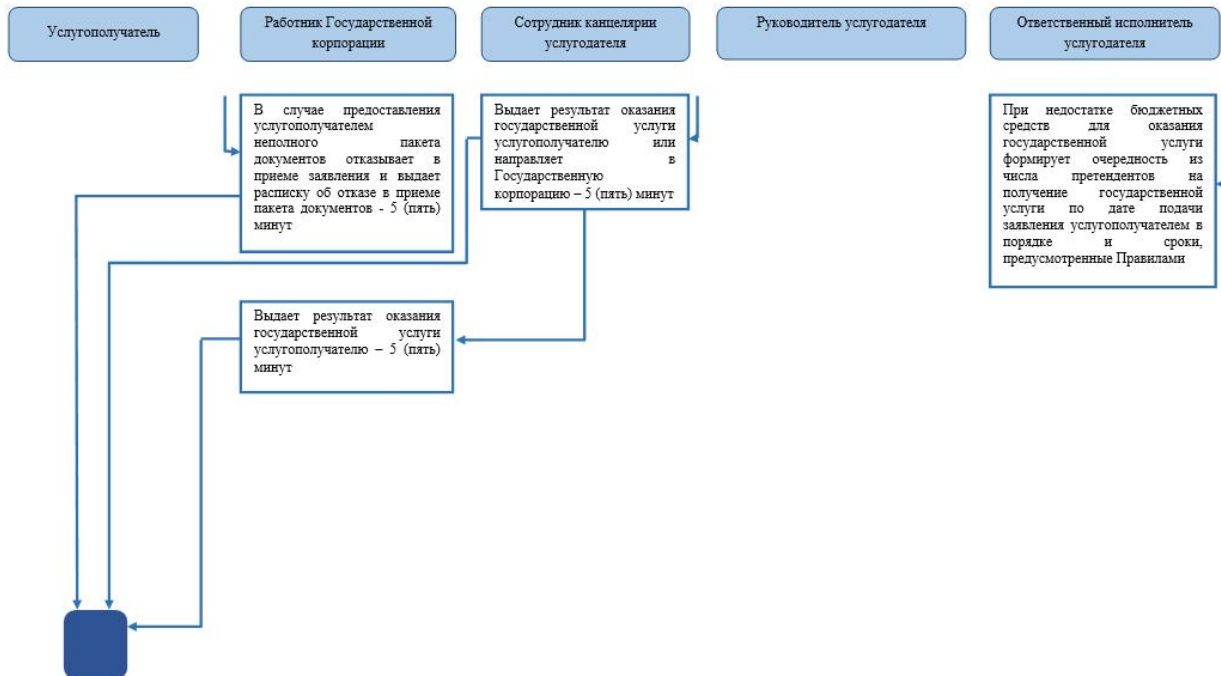 Услугополучатель
Работник Государственной
корпорации
Сотрудник канцелярии
услугодателя
Руководитель услугодателя
Ответственный исполнитель
услугодателя
В случае предоставления
услугополучателем
неполного пакета
документов отказывает в
приеме заявления и выдает
расписку об отказе в приеме
пакета документов - 5 (пять)
минут
Выдает результат оказания
государственной услуги
услугополучателю или
направляет в
Государственную
корпорацию – 5 (пять) минут
При недостатке бюджетных
средств для оказания
государственной услуги
формирует очередность из
числа претендентов на
получение государственной
услуги по дате подачи
заявления услугополучателем в
порядке и сроки,
предусмотренные Правилами
Выдает результат оказания
государственной услуги
услугополучателю – 5 (пять)
минут